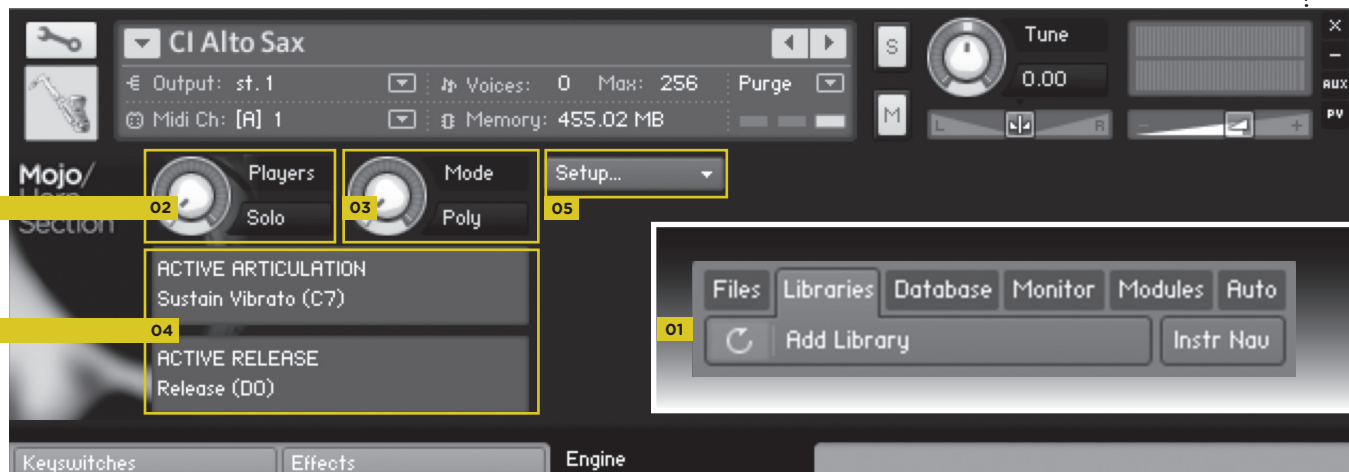 CI Alto Sax
S
Tune
X
Output: st. 1
Voices: 0 Max: 256
Purge
0.00
AUX
Midi Ch: [A] 1
Memory: 455.02 MB
M
L
R
PV
Mojo/
Horn
Section
02
Players
Solo
03
Mode
Poly
Setup...
05
ACTIVE ARTICULATION
Sustain Vibrato (C7)
04
ACTIVE RELEASE
Release (D0)
Files
Libraries
Database
Monitor
Modules
Auto
01
Add Library
Instr Nav
Keyswitches
Effects
Engine